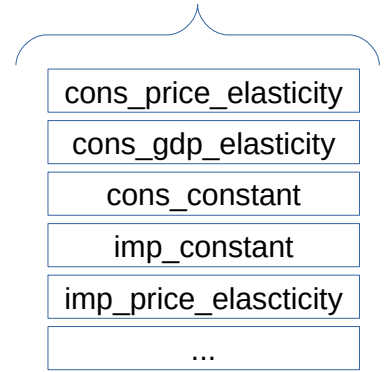 cons_price_elasticity
cons_gdp_elasticity
cons_constant
imp_constant
imp_price_elascticity
...